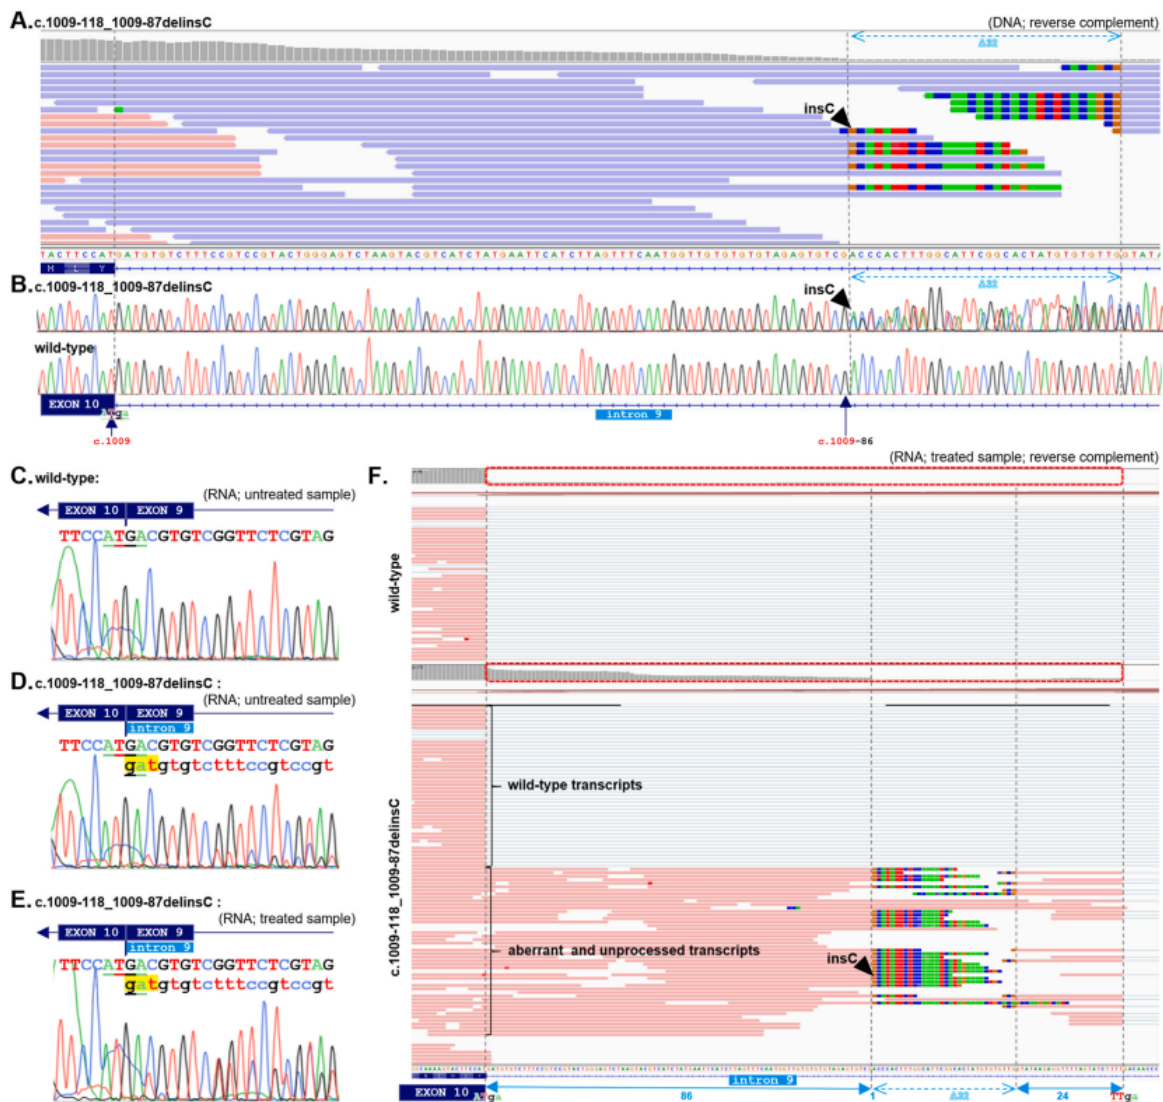 A. c.1009-118_1009-87delinsC
(DNA; reverse complement)
Δ32
insC
TACTTCCATGATGTGTCTTTCCGTCCGTACTGGGAGTCTAAGTACGTCATCTATGAATTCATCTTAGTTTCAATGGTTGTGTGTGTAGAGTGTCGACCCACTTTGGCATTCGGCACTATGTGTGTTGGTATA
M L Y
B. c.1009-118_1009-87delinsC
insC
Δ32
wild-type
EXON 10
ATga
intron 9
c.1009
c.1009-86
C. wild-type:
(RNA; untreated sample)
EXON 10 EXON 9
TTCCATGACGTGTCGGTTCTCGTAG
D. c.1009-118_1009-87delinsC :
(RNA; untreated sample)
EXON 10 EXON 9
intron 9
TTCCATGACGTGTCGGTTCTCGTAG
gatgtgtctttccgtccgt
E. c.1009-118_1009-87delinsC :
(RNA; treated sample)
EXON 10 EXON 9
intron 9
TTCCATGACGTGTCGGTTCTCGTAG
gatgtgtctttccgtccgt
F.
(RNA; treated sample; reverse complement)
wild-type
c.1009-118_1009-87delinsC
wild-type transcripts
aberrant and unprocessed transcripts
insC
intron 9
EXON 10
ATga
86
1
Δ32
24
TTga